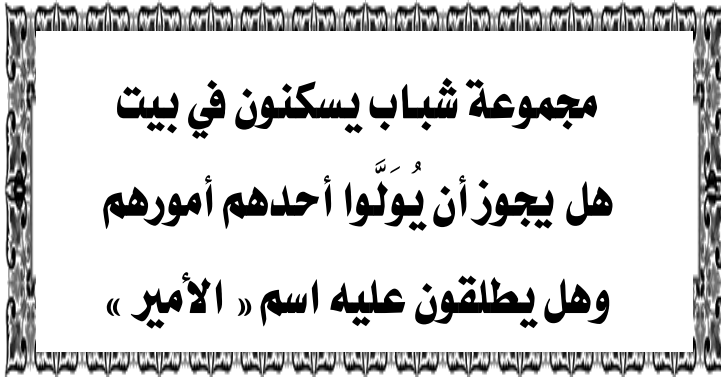 مجموعة شباب يسكنون في بيت
هل يجوز أن يُوَلَّوا أحدهم أمورهم
وهل يطلقون عليه اسم « الأمير »